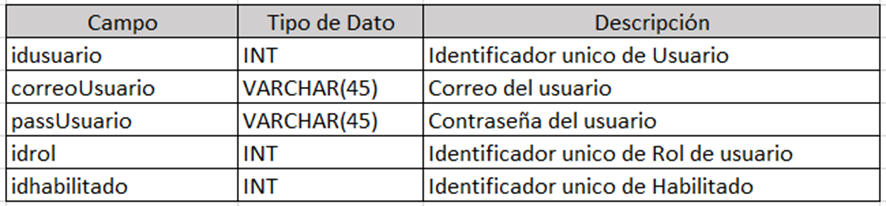 Campo Tipo de Dato Descripción
idusuario INT Identificador unico de Usuario
correoUsuario VARCHAR(45) Correo del usuario
passUsuario VARCHAR(45) Contraseña del usuario
idrol INT Identificador unico de Rol de usuario
idhabilitado INT Identificador unico de Habilitado